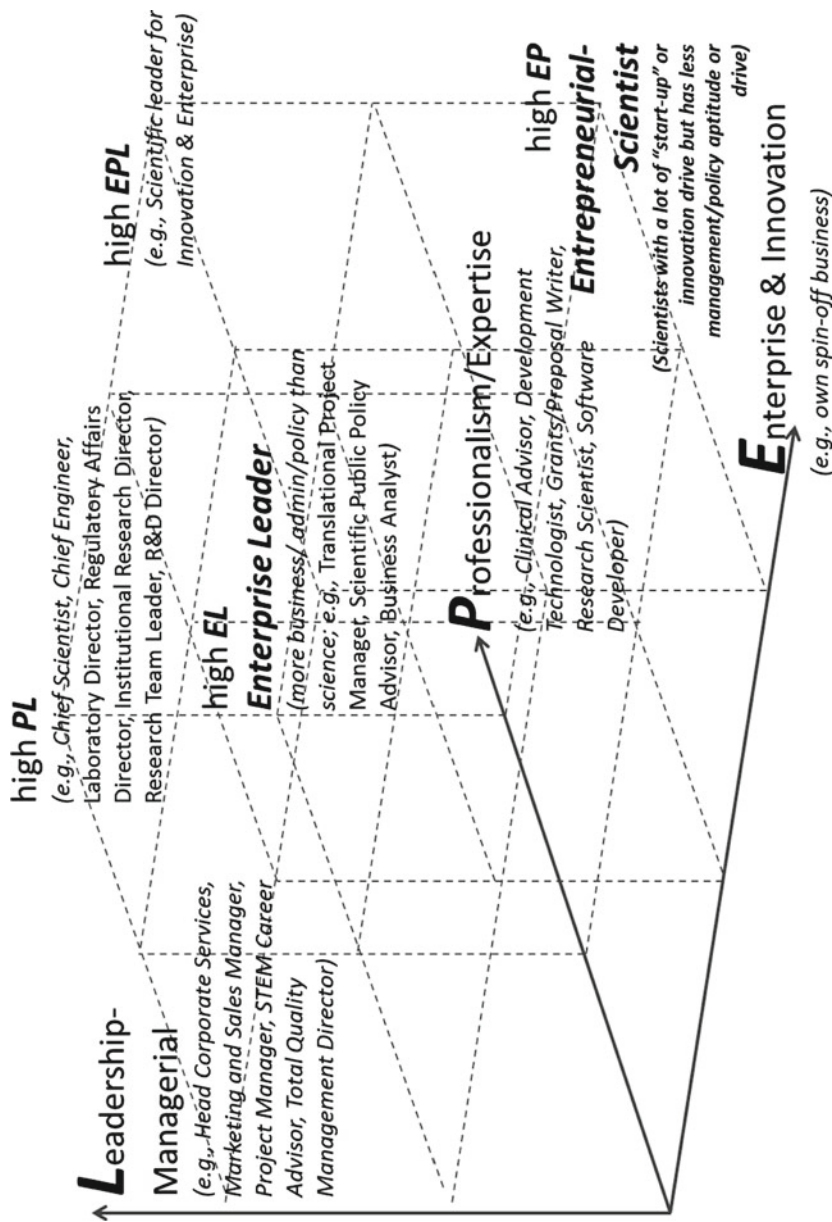 Leadership-
Managerial
(e.g., Head Corporate Services,
Marketing and Sales Manager,
Project Manager, STEM Career
Advisor, Total Quality
Management Director)
high PL
(e.g., Chief Scientist, Chief Engineer,
Laboratory Director, Regulatory Affairs
Director, Institutional Research Director,
Research Team Leader, R&D Director)
high EL
Enterprise Leader
(more business/ admin/policy than
science; e.g., Translational Project
Manager, Scientific Public Policy
Advisor, Business Analyst)
high EPL
(e.g., Scientific leader for
Innovation & Enterprise)
Professionalism/Expertise
(e.g., Clinical Advisor, Development
Technologist, Grants/Proposal Writer,
Research Scientist, Software
Developer)
high EP
Entrepreneurial-
Scientist
(Scientists with a lot of “start-up” or
innovation drive but has less
management/policy aptitude or
drive)
Enterprise & Innovation
(e.g., own spin-off business)